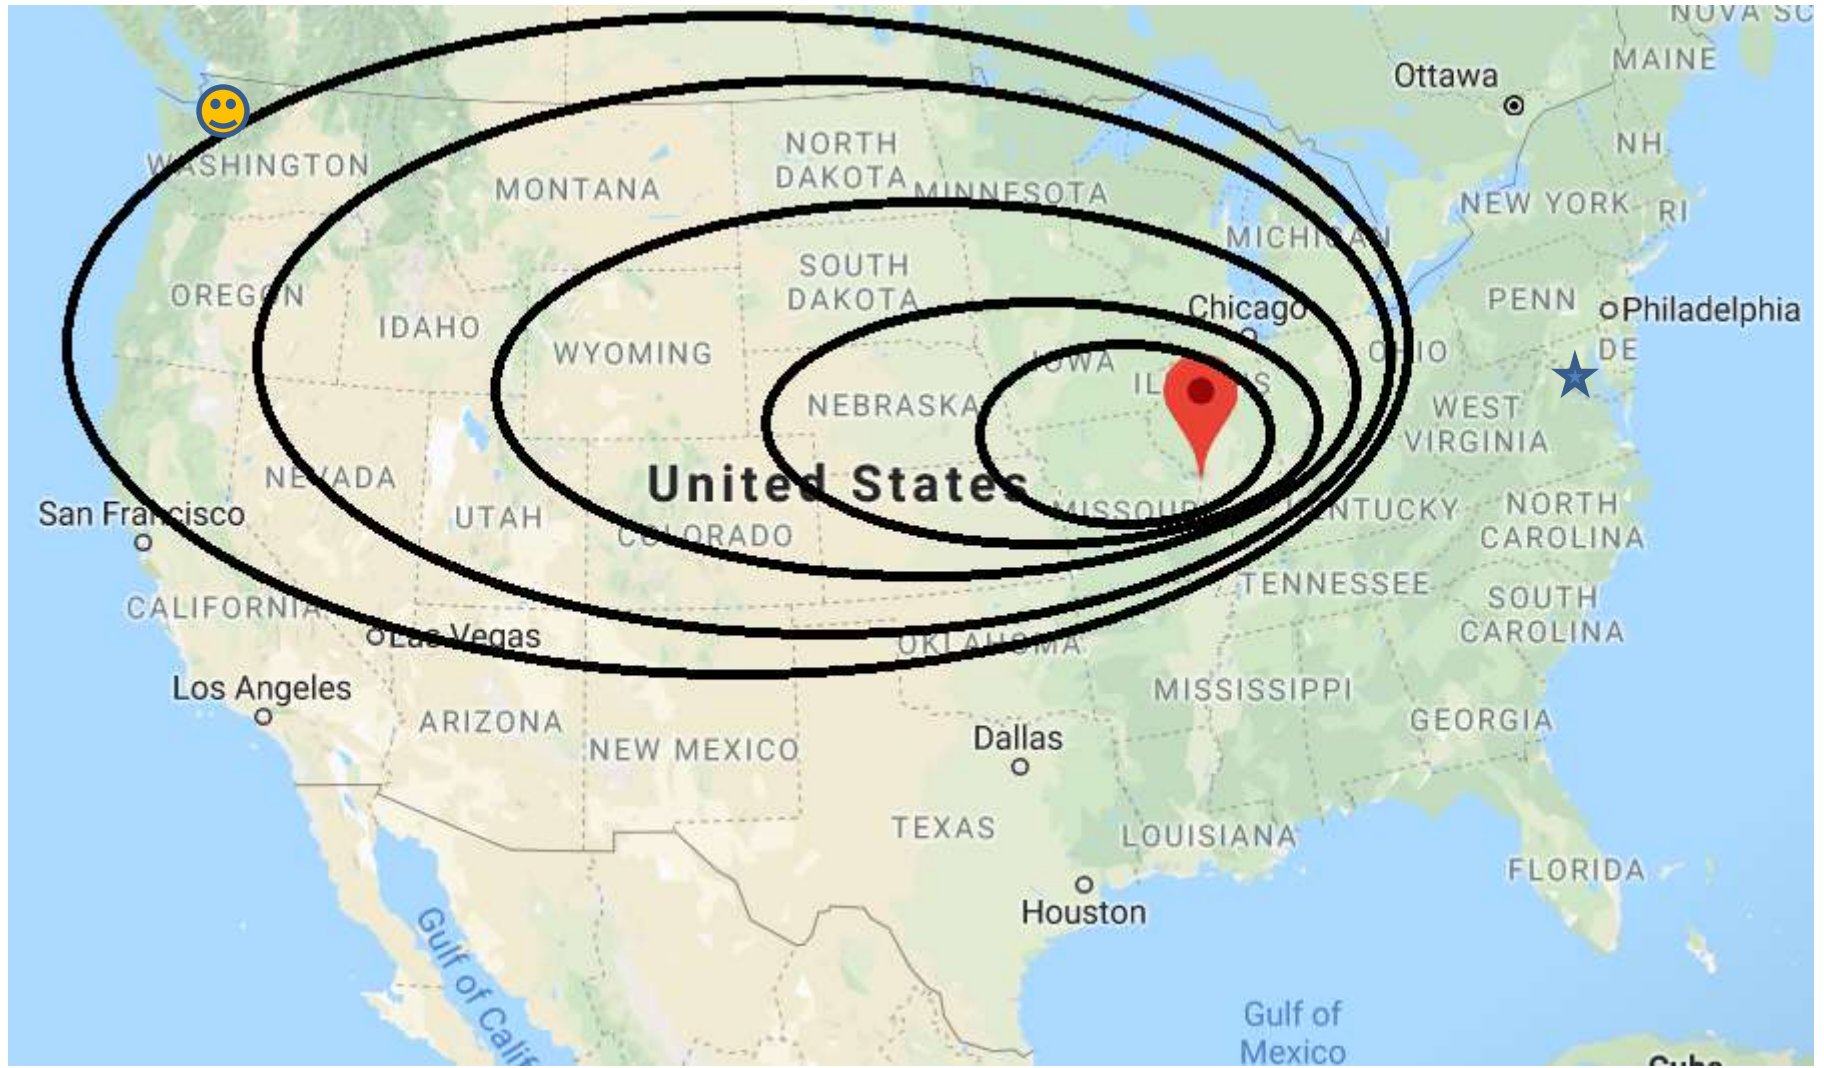 NOVA SC
MAINE
Ottawa
NH
WASHINGTON
MONTANA
NORTH
DAKOTA
MINNESOTA
NEW YORK
RI
MICHIGAN
OREGON
IDAHO
SOUTH
DAKOTA
WYOMING
Chicago
PENN
Philadelphia
IOWA
OHIO
DE
ILLINOIS
NEBRASKA
WEST
VIRGINIA
NEVADA
United States
UTAH
COLORADO
MISSOURI
KENTUCKY
NORTH
CAROLINA
San Francisco
CALIFORNIA
Las Vegas
OKLAHOMA
TENNESSEE
SOUTH
CAROLINA
Los Angeles
ARIZONA
NEW MEXICO
Dallas
MISSISSIPPI
GEORGIA
TEXAS
LOUISIANA
Houston
FLORIDA
Gulf of Calif
Gulf of
Mexico
Cuba